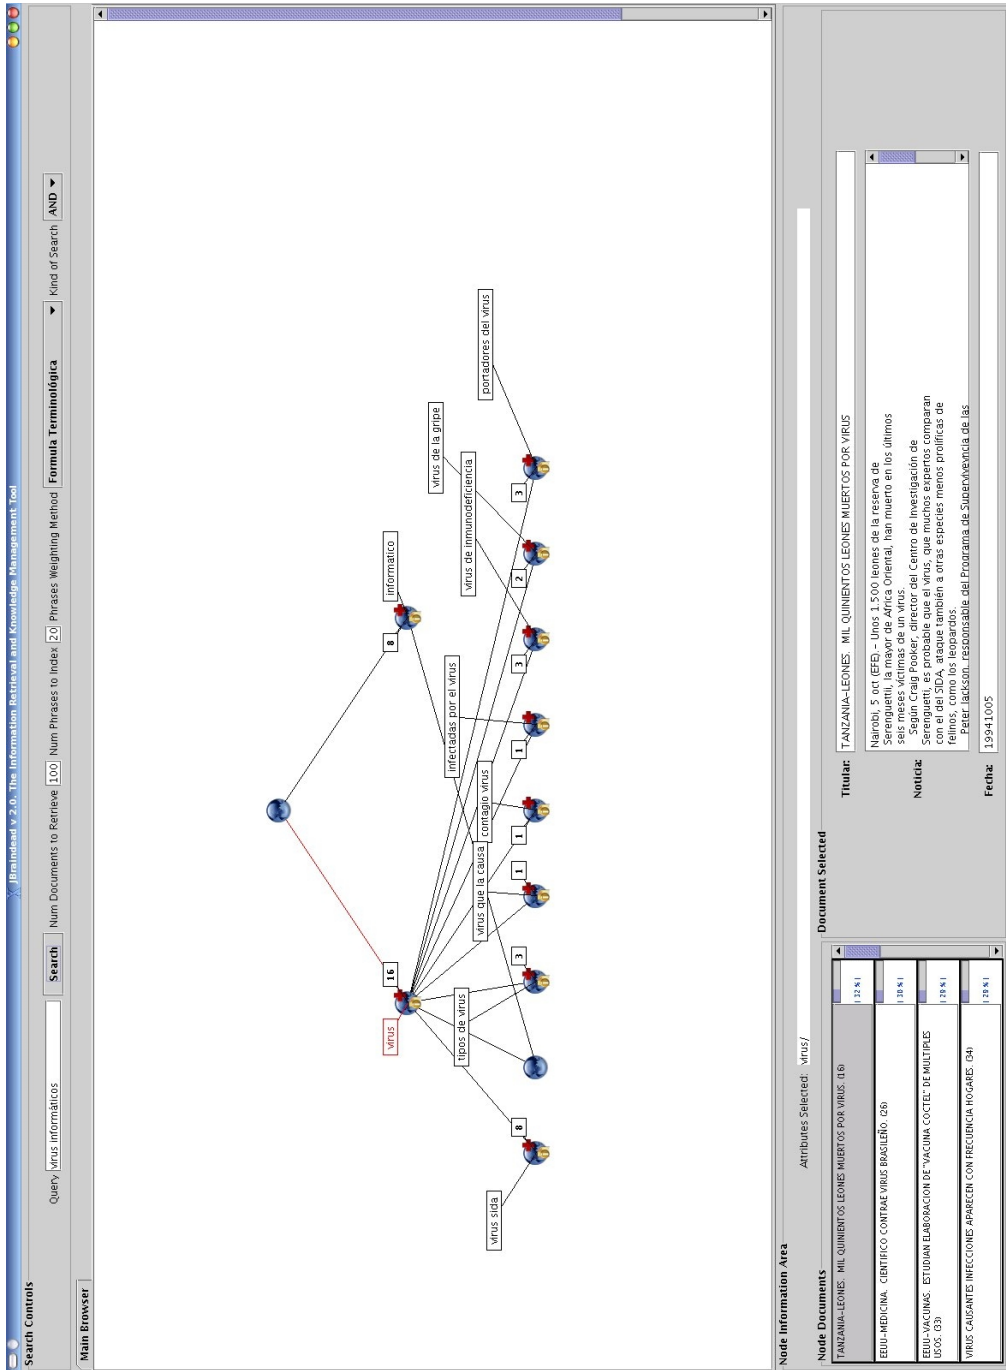 JBraindead v 2.0. The Information Retrieval and Knowledge Management Tool
Search Controls
Query virus informáticos Search Num Documents to Retrieve 100 Num Phrases to Index 20 Phrases Weighting Method Formula Terminológica Kind of Search AND
Main Browser
virus
16
8
informatico
virus sida
8
tipos de virus
3
virus que la causa
1
contagio virus
1
infectadas por el virus
1
virus de inmunodeficiencia
3
virus de la gripe
2
portadores del virus
3
Node Information Area
Attributes Selected: virus/
Node Documents
TANZANIA-LEONES. MIL QUINIENTOS LEONES MUERTOS POR VIRUS. (16)
| 32 % |
EEUU-MEDICINA. CIENTIFICO CONTRAE VIRUS BRASILEÑO. (26)
| 30 % |
EEUU-VACUNAS. ESTUDIAN ELABORACION DE "VACUNA COCTEL" DE MULTIPLES
USOS. (33)
| 29 % |
VIRUS CAUSANTES INFECCIONES APARECEN CON FRECUENCIA HOGARES. (34)
| 29 % |
Document Selected
Titular: TANZANIA-LEONES. MIL QUINIENTOS LEONES MUERTOS POR VIRUS
Noticia:
Nairobi, 5 oct (EFE).- Unos 1.500 leones de la reserva de
Serenguetti, la mayor de Africa Oriental, han muerto en los últimos
seis meses víctimas de un virus.
Según Craig Pooker, director del Centro de Investigación de
Serenguetti, es probable que el virus, que muchos expertos comparan
con el del SIDA, ataque también a otras especies menos prolíficas de
felinos, como los leopardos.
Peter Jackson, responsable del Programa de Supervivencia de las
Fecha: 19941005